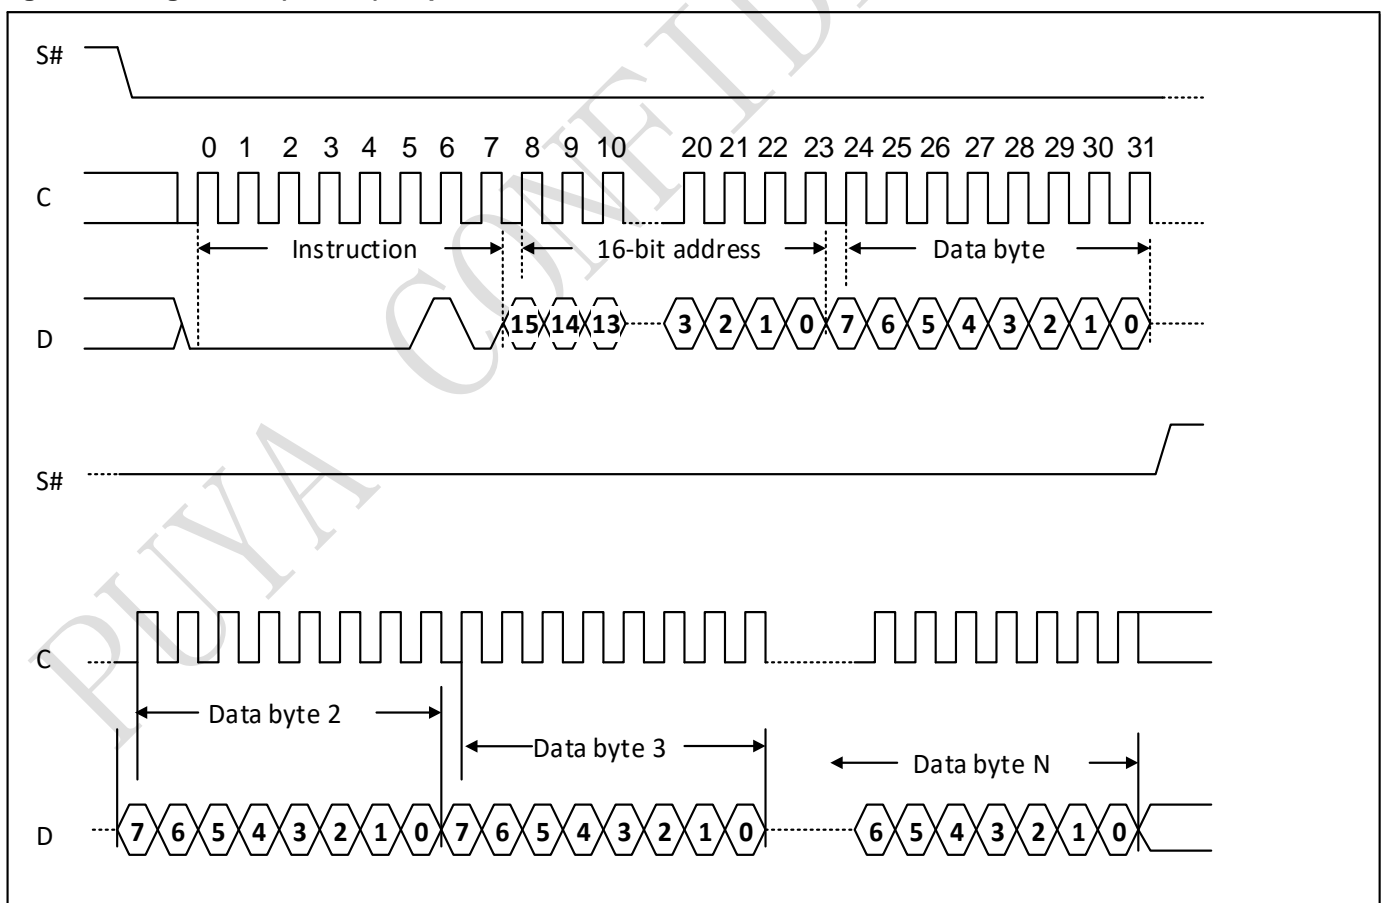 S#
0 1 2 3 4 5 6 7 8 9 10 20 21 22 23 24 25 26 27 28 29 30 31
C
Instruction 16-bit address Data byte
D 15 14 13 3 2 1 0 7 6 5 4 3 2 1 0
S#
C
Data byte 2
Data byte 3
Data byte N
D 7 6 5 4 3 2 1 0 7 6 5 4 3 2 1 0 6 5 4 3 2 1 0
PUYA CONFID